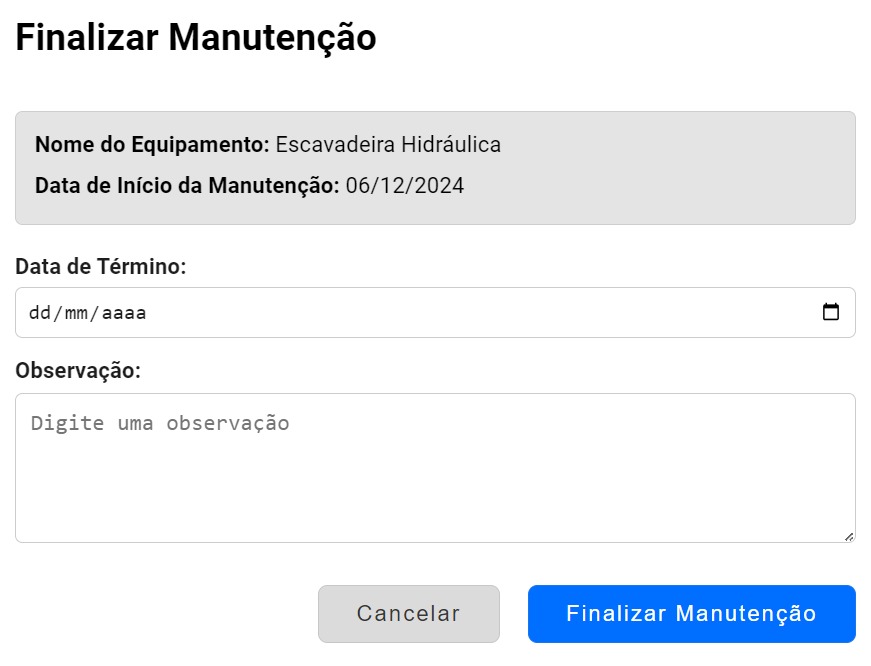 Finalizar Manutenção
Nome do Equipamento: Escavadeira Hidráulica
Data de Início da Manutenção: 06/12/2024
Data de Término:
dd/mm/aaaa
Observação:
Digite uma observação
Cancelar
Finalizar Manutenção